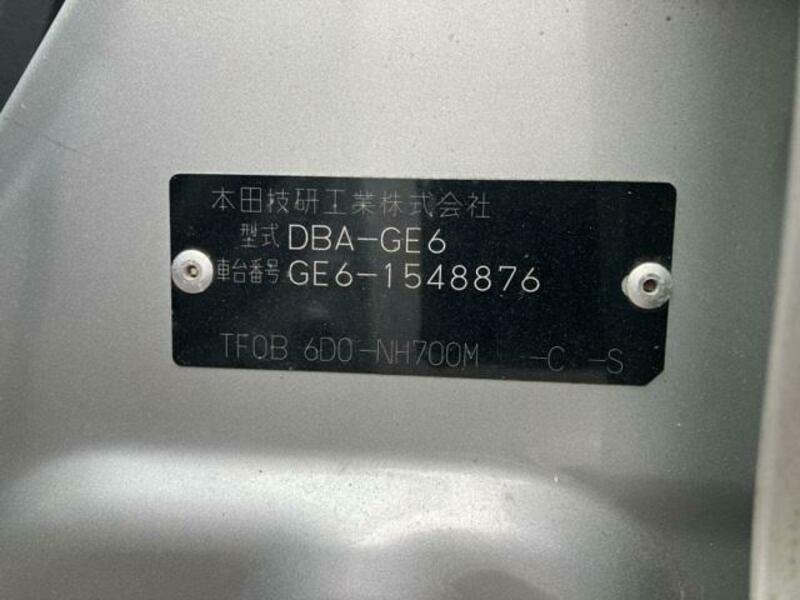 本田技研工業株式会社
型式 DBA-GE6
車台番号 GE6-1548876
TF0B 6D0-NH700M -C -S